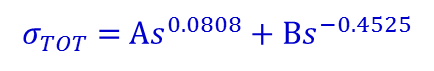 σ_TOT = As^0.0808 + Bs^−0.4525